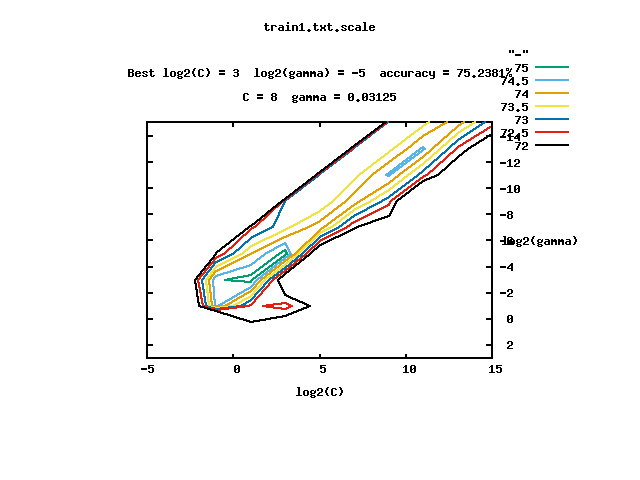 train1.txt.scale
"-"
Best log2(C) = 3  log2(gamma) = -5  accuracy = 75.2381%
75
74.5
74
73.5
73
72.5
72
C = 8  gamma = 0.03125
-14
-12
-10
-8
-6
log2(gamma)
-4
-2
0
2
-5 0 5 10 15
log2(C)